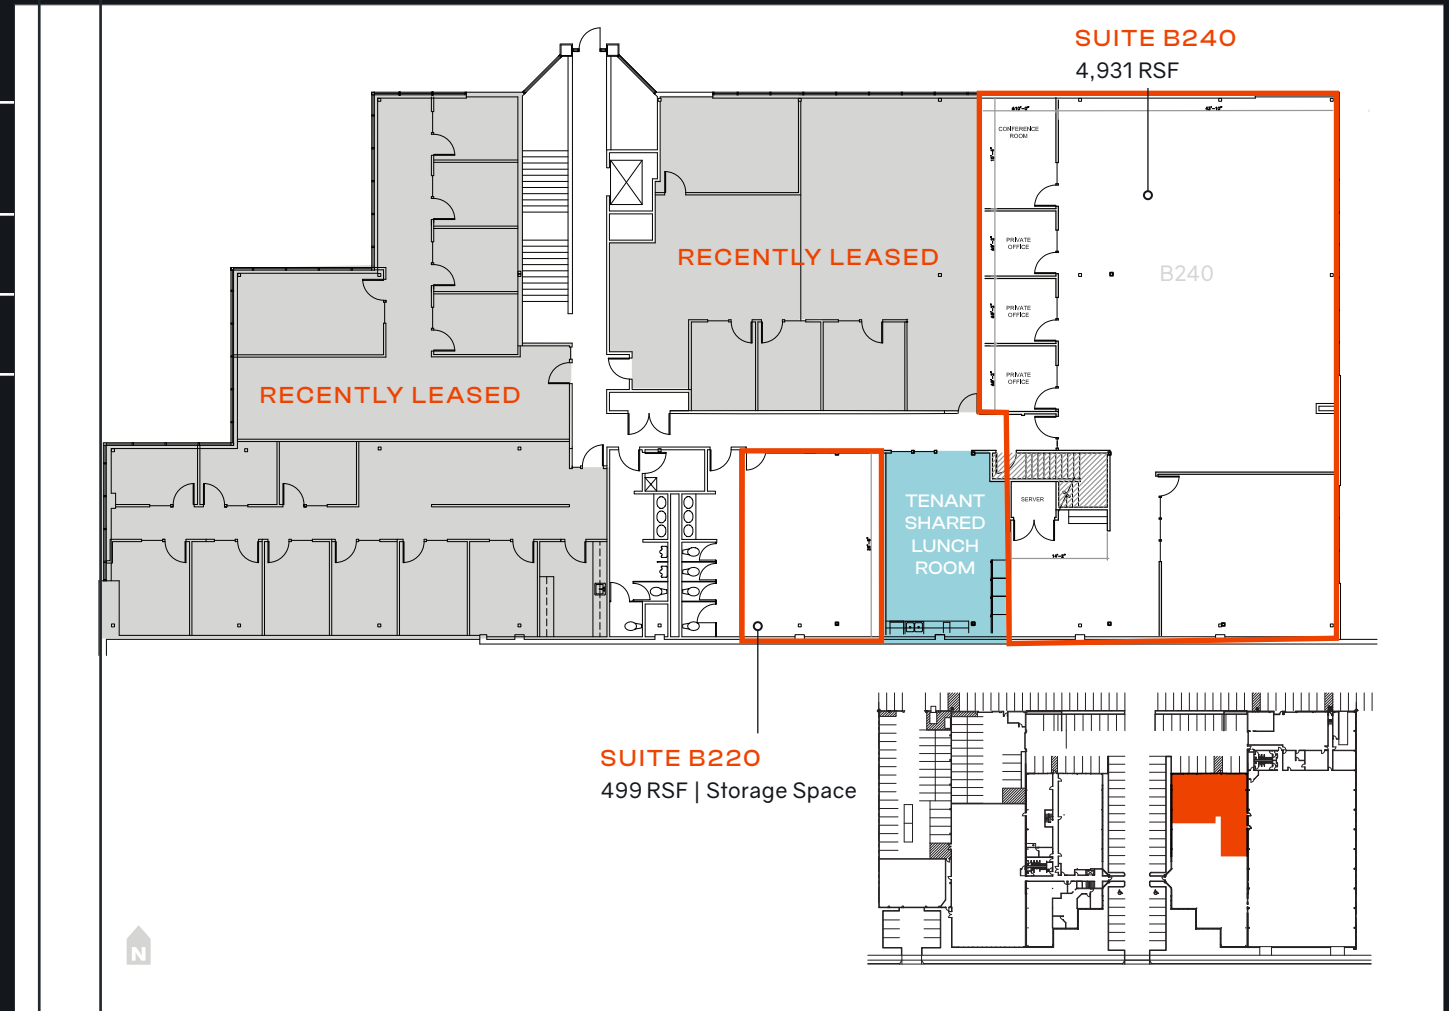 SUITE B240
4,931 RSF
CONFERENCE
ROOM
PRIVATE
OFFICE
RECENTLY LEASED
B240
PRIVATE
OFFICE
PRIVATE
OFFICE
RECENTLY LEASED
TENANT
SHARED
LUNCH
ROOM
SERVER
SUITE B220
499 RSF | Storage Space
N